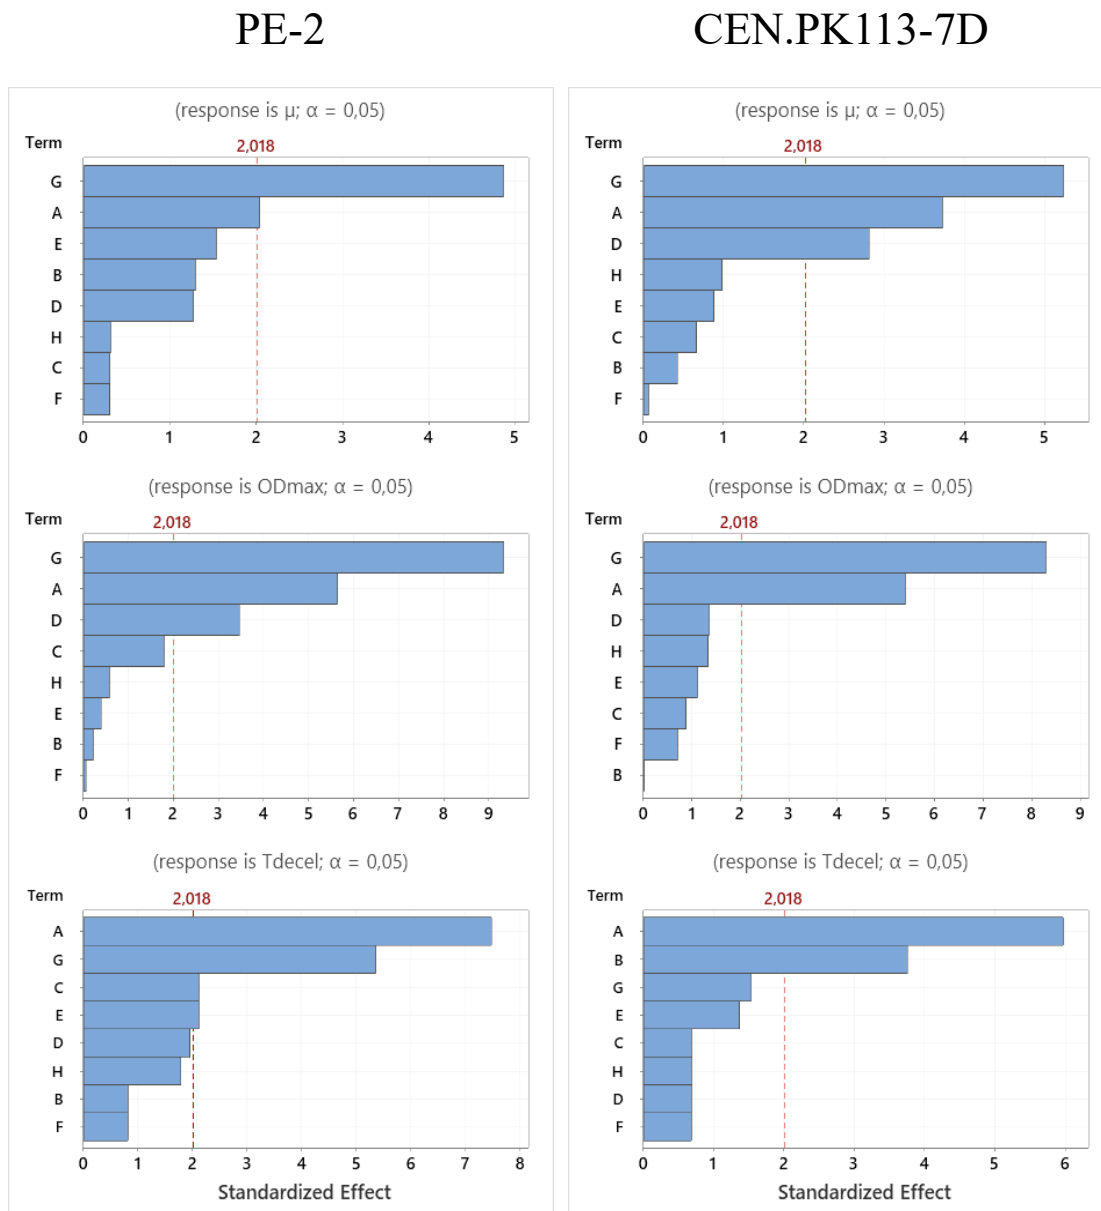 PE-2
CEN.PK113-7D
(response is μ; α = 0,05)
Term
2,018
G
A
E
B
D
H
C
F
0 1 2 3 4 5
(response is μ; α = 0,05)
Term
2,018
G
A
D
H
E
C
B
F
0 1 2 3 4 5
(response is ODmax; α = 0,05)
Term
2,018
G
A
D
C
H
E
B
F
0 1 2 3 4 5 6 7 8 9
(response is ODmax; α = 0,05)
Term
2,018
G
A
D
H
E
C
F
B
0 1 2 3 4 5 6 7 8 9
(response is Tdecel; α = 0,05)
Term
2,018
A
G
C
E
D
H
B
F
0 1 2 3 4 5 6 7 8
Standardized Effect
(response is Tdecel; α = 0,05)
Term
2,018
A
B
G
E
C
H
D
F
0 1 2 3 4 5 6
Standardized Effect